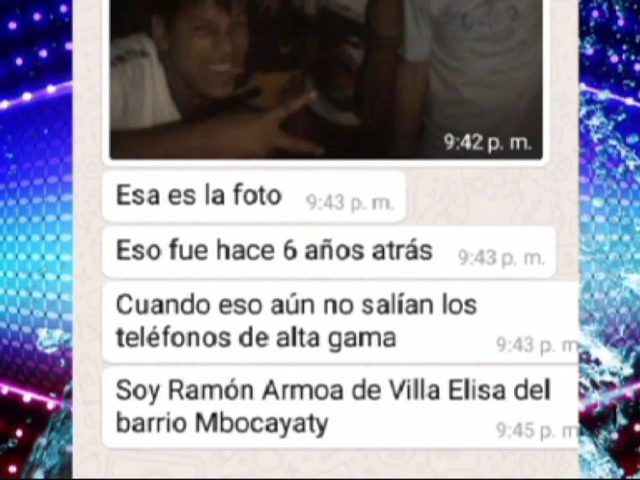 9:42 p. m.
Esa es la foto 9:43 p. m.
Eso fue hace 6 años atrás 9:43 p. m.
Cuando eso aún no salían los
teléfonos de alta gama 9:43 p. m
Soy Ramón Armoa de Villa Elisa del
barrio Mbocayaty 9:45 p. m